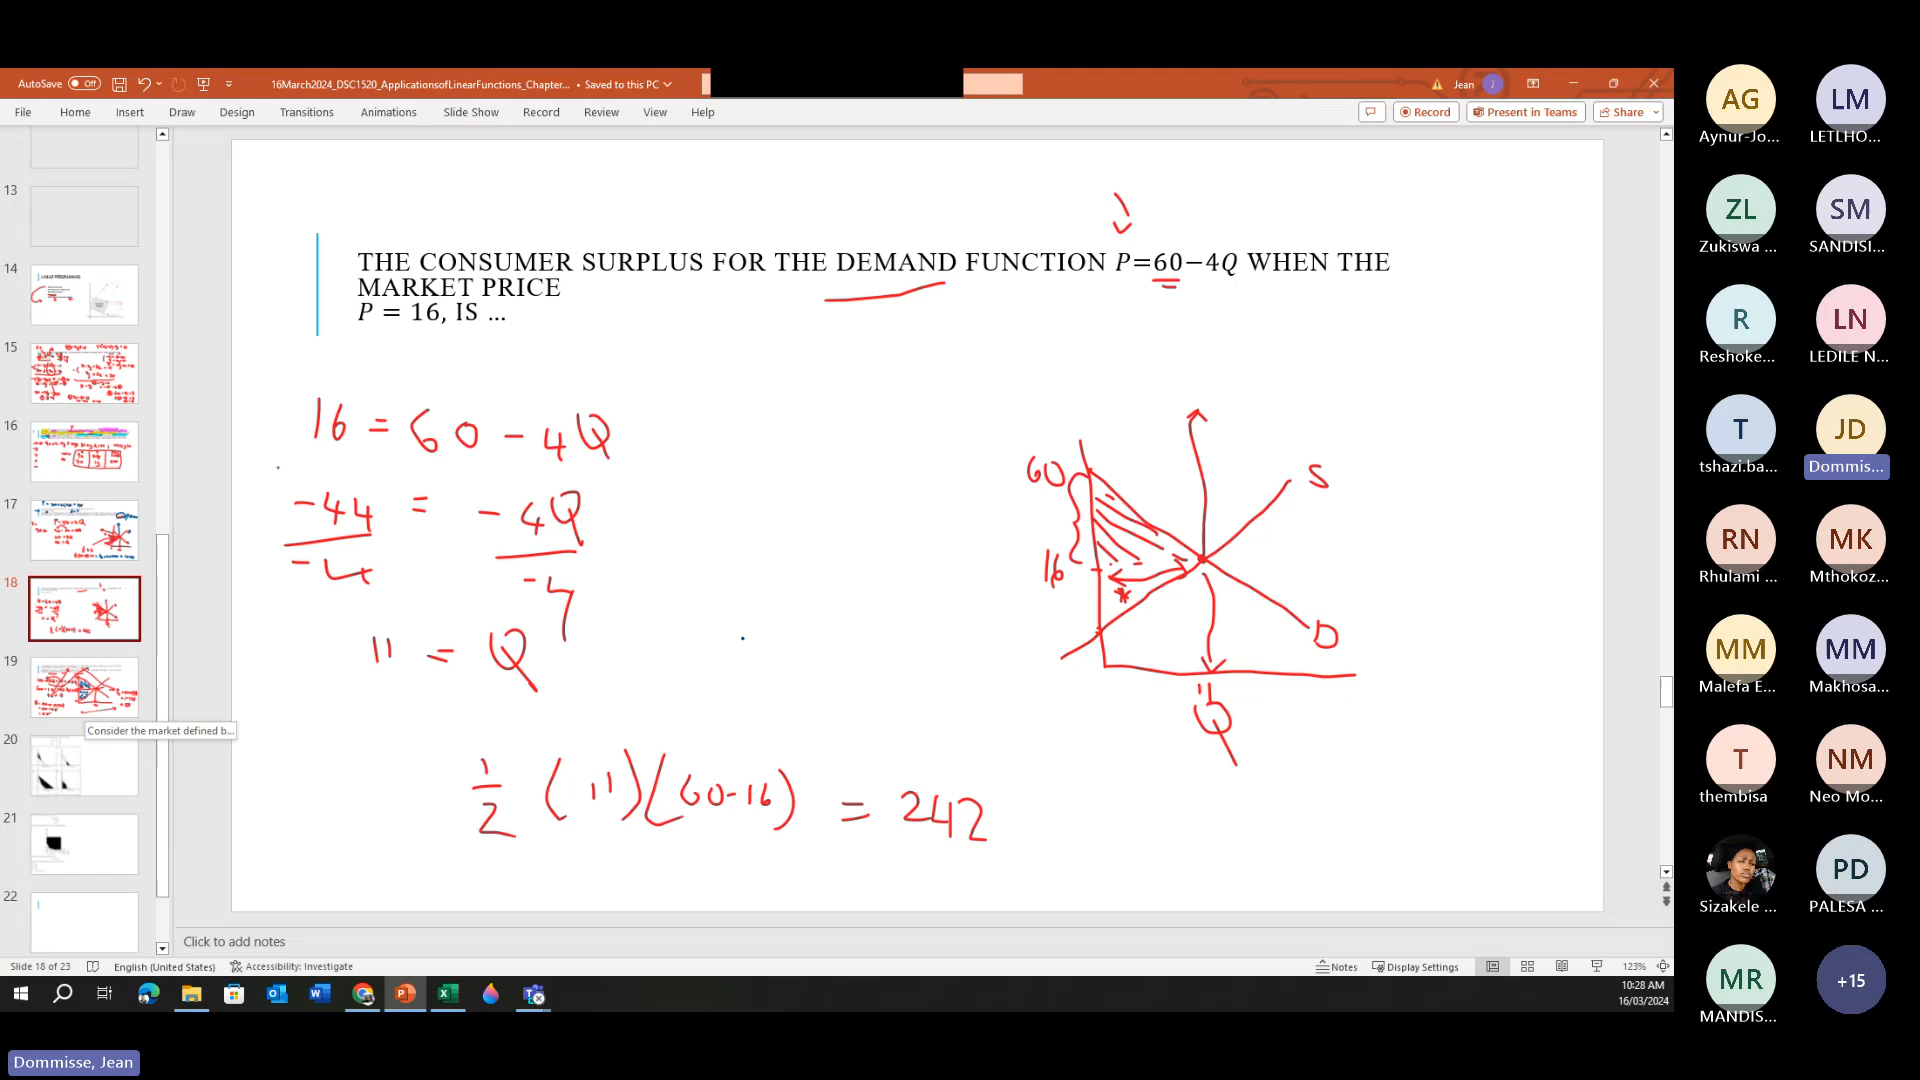 AutoSave Off
16March2024_DSC1520_ApplicationsofLinearFunctions_Chapter... • Saved to this PC
Jean J
File Home Insert Draw Design Transitions Animations Slide Show Record Review View Help
Record Present in Teams Share
13
14
15
16
17
18
19
Consider the market defined b...
20
21
22
THE CONSUMER SURPLUS FOR THE DEMAND FUNCTION P=60−4Q WHEN THE
MARKET PRICE
P = 16, IS ...
16 = 60 - 4Q
-44 = -4Q
-4 -4
11 = Q
1/2 (11)(60-16) = 242
60
16
*
S
D
11
Q
Click to add notes
Slide 18 of 23 English (United States) Accessibility: Investigate
Notes Display Settings 123%
10:28 AM
16/03/2024
AG LM
Aynur-Jo... LETLHO...
ZL SM
Zukiswa ... SANDISI...
R LN
Reshoke... LEDILE N...
T JD
tshazi.ba... Dommis...
RN MK
Rhulami ... Mthokoz...
MM MM
Malefa E... Makhosa...
T NM
thembisa Neo Mo...
PD
Sizakele ... PALESA ...
MR +15
MANDIS...
Dommisse, Jean